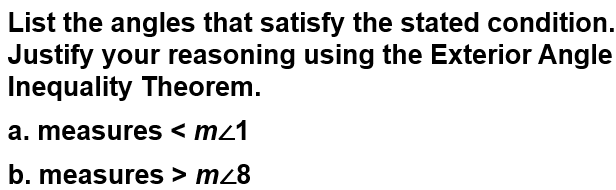 List the angles that satisfy the stated condition.
Justify your reasoning using the Exterior Angle
Inequality Theorem.
a. measures < m∠1
b. measures > m∠8